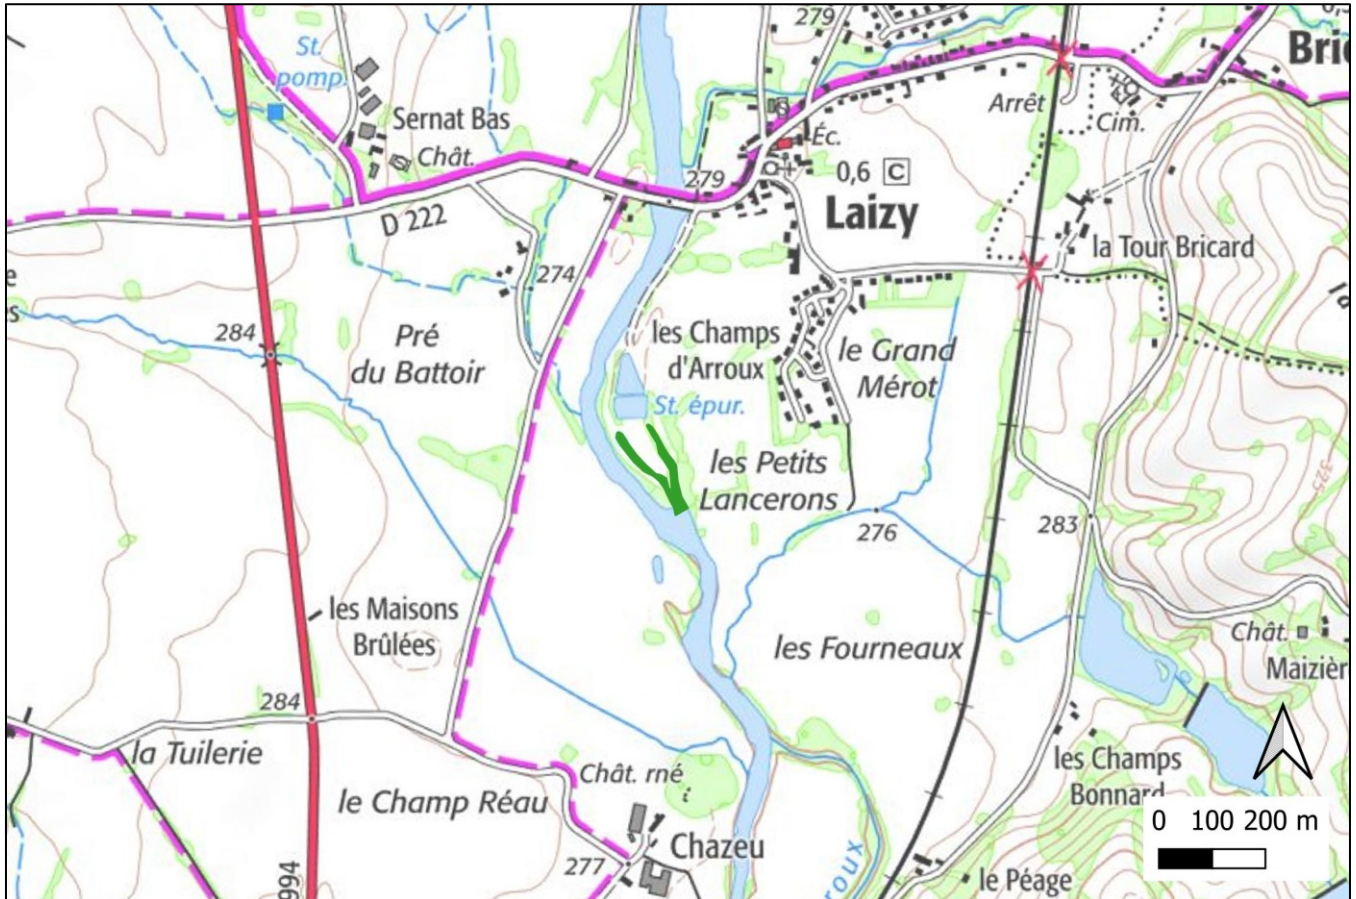 279
St.
pomp.
Bri
Arrêt
Cim.
Sernat Bas
Chât.
Éc.
279
0,6 C
Laizy
D 222
la Tour Bricard
274
284
Pré
du Battoir
les Champs
d'Arroux
le Grand
Mérot
St. épur.
les Petits
Lancerons
325
276
283
les Maisons
Brûlées
les Fourneaux
Chât.
Maizièr
284
la Tuilerie
Chât. rné
les Champs
Bonnard
le Champ Réau
0 100 200 m
Chazeu
277
994
roux
le Péage